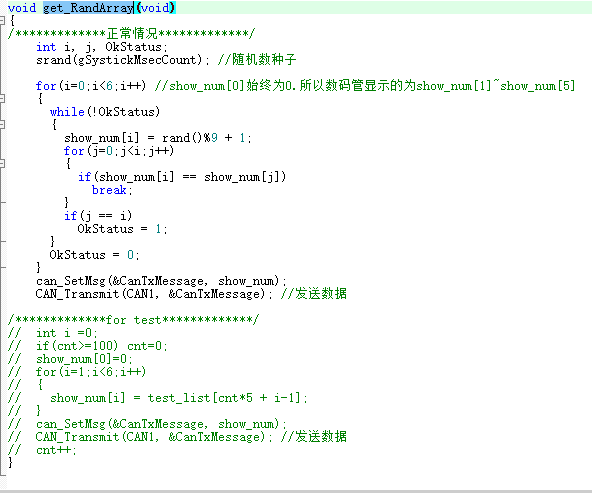 void get_RandArray(void)
{
/*************正常情况*************/
int i, j, OkStatus;
srand(gSystickMsecCount); //随机数种子
for(i=0;i<6;i++) //show_num[0]始终为0.所以数码管显示的为show_num[1]~show_num[5]
{
while(!OkStatus)
{
show_num[i] = rand()%9 + 1;
for(j=0;j<i;j++)
{
if(show_num[i] == show_num[j])
break;
}
if(j == i)
OkStatus = 1;
}
OkStatus = 0;
}
can_SetMsg(&CanTxMessage, show_num);
CAN_Transmit(CAN1, &CanTxMessage); //发送数据
/*************for test*************/
// int i =0;
// if(cnt>=100) cnt=0;
// show_num[0]=0;
// for(i=1;i<6;i++)
// {
// show_num[i] = test_list[cnt*5 + i-1];
// }
// can_SetMsg(&CanTxMessage, show_num);
// CAN_Transmit(CAN1, &CanTxMessage); //发送数据
// cnt++;
}